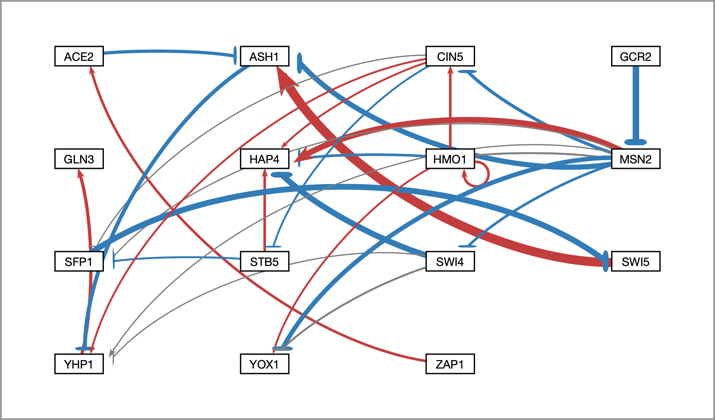 ACE2
ASH1
CIN5
GCR2
GLN3
HAP4
HMO1
MSN2
SFP1
STB5
SWI4
SWI5
YHP1
YOX1
ZAP1